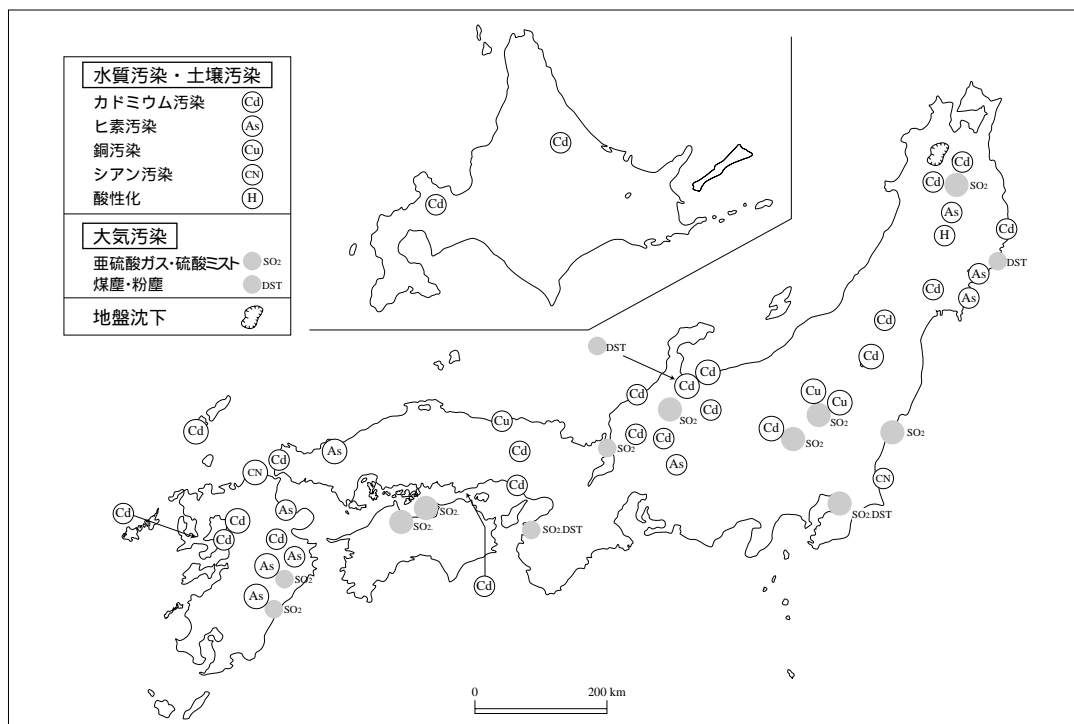 水質汚染・土壌汚染
カドミウム汚染 Cd
ヒ素汚染 As
銅汚染 Cu
シアン汚染 CN
酸性化 H
大気汚染
亜硫酸ガス・硫酸ミスト SO2
煤塵・粉塵 DST
地盤沈下
Cd
Cd
Cd
Cd
SO2
As
H
Cd
DST
As
As
Cd
Cd
Cd
DST
Cd
Cd
Cd
Cu
Cu
SO2
Cd
SO2
Cd
SO2
SO2
Cd
Cd
As
SO2
CN
SO2.DST
Cu
Cd
Cd
As
Cd
CN
Cd
SO2.
SO2.
SO2.DST
Cd
Cd
Cd
Cd
As
Cd
As
As
SO2
As
SO2
Cd
0 200 km